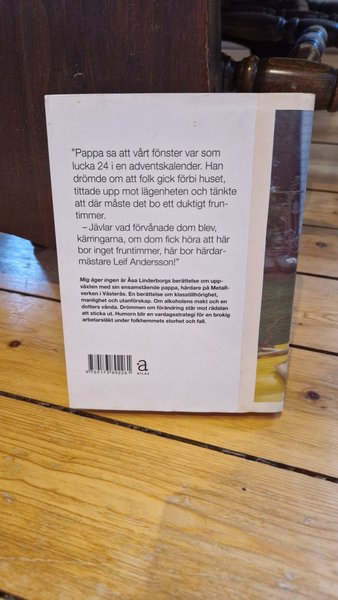 "Pappa sa att vårt fönster var som
lucka 24 i en adventskalender. Han
drömde om att folk gick förbi huset,
tittade upp mot lägenheten och tänkte
att där måste det bo ett duktigt frun-
timmer.
– Jävlar vad förvånade dom blev,
kärringarna, om dom fick höra att här
bor inget fruntimmer, här bor härdar-
mästare Leif Andersson!"
Mig äger ingen är Åsa Linderborgs berättelse om upp-
växten med sin ensamstående pappa, härdare på Metall-
verken i Västerås. En berättelse om klasstillhörighet,
manlighet och utanförskap. Om alkoholens makt och en
dotters vånda. Drömmen om förändring står mot rädslan
att sticka ut. Humorn blir en vardagsstrategi för en brokig
arbetarsläkt under folkhemmets storhet och fall.
9789173892247
a
ATLAS